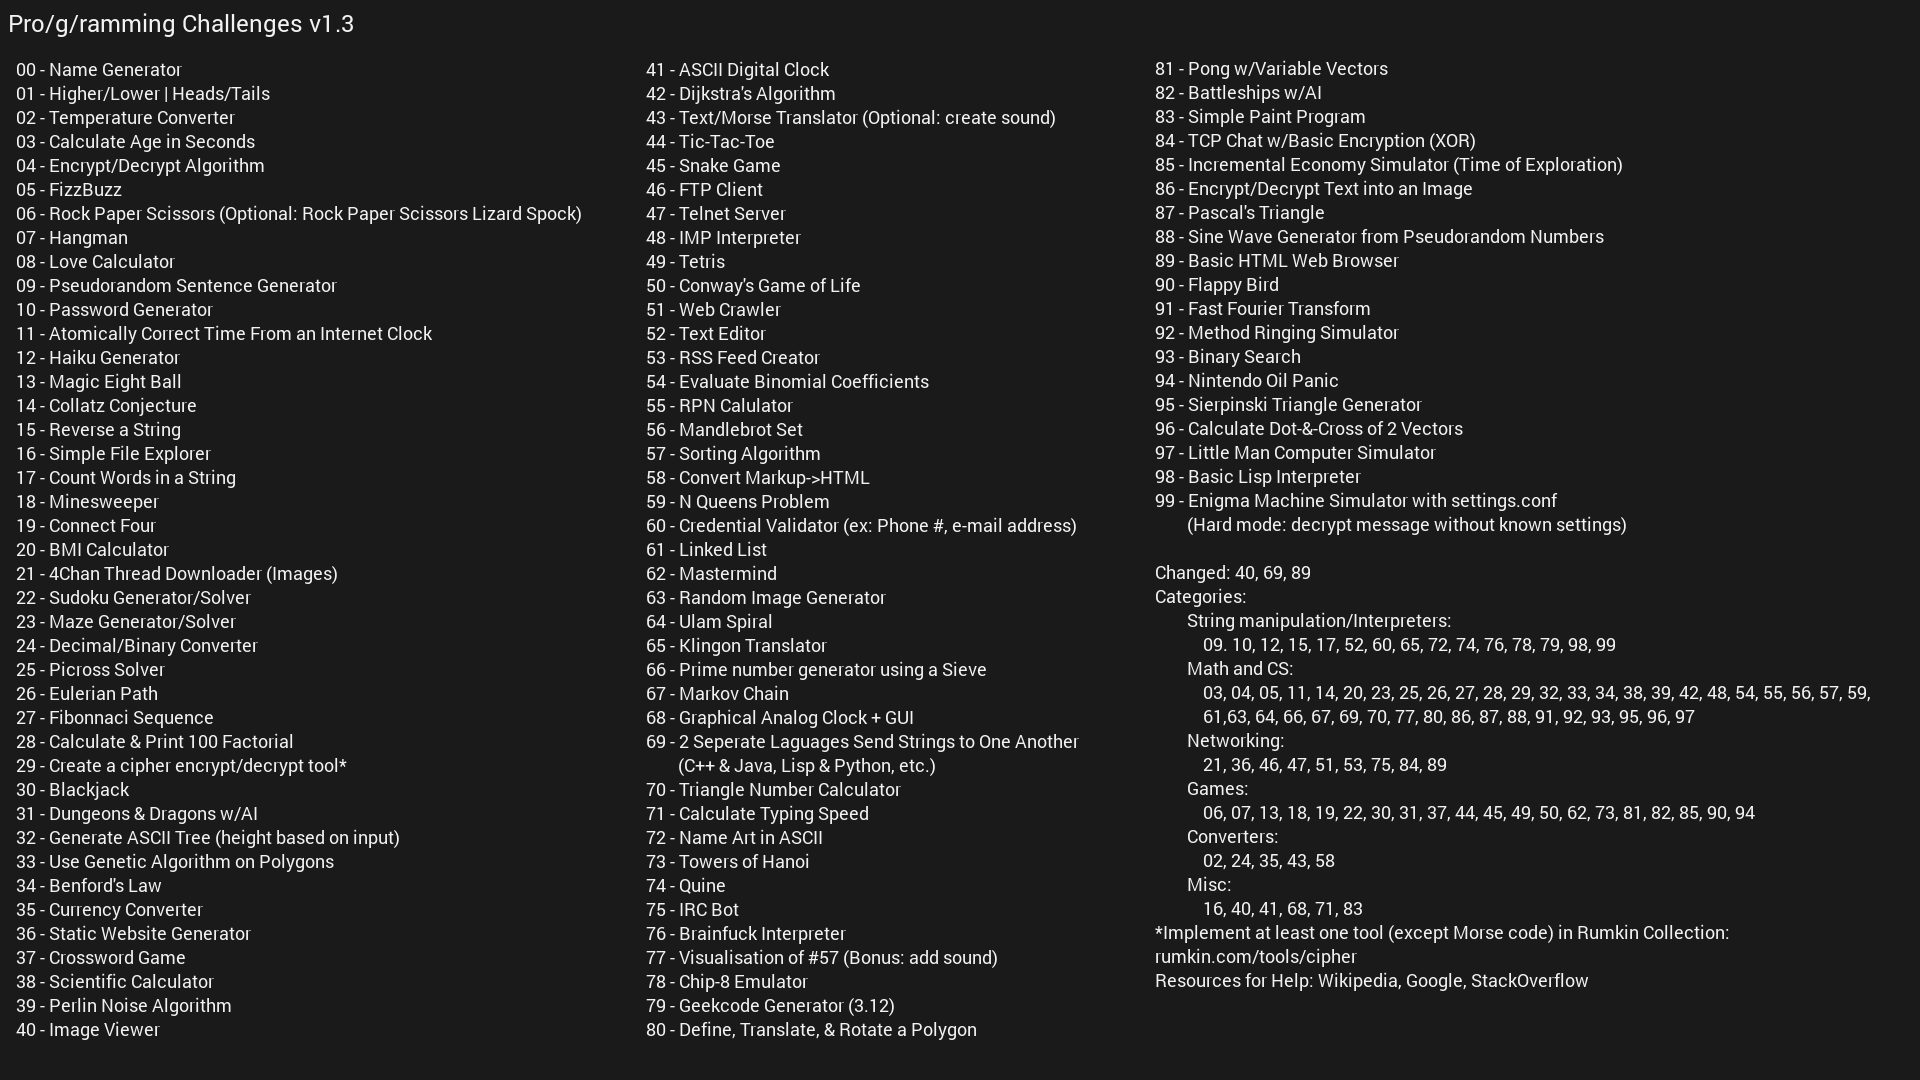 Pro/g/ramming Challenges v1.3
00 - Name Generator
01 - Higher/Lower | Heads/Tails
02 - Temperature Converter
03 - Calculate Age in Seconds
04 - Encrypt/Decrypt Algorithm
05 - FizzBuzz
06 - Rock Paper Scissors (Optional: Rock Paper Scissors Lizard Spock)
07 - Hangman
08 - Love Calculator
09 - Pseudorandom Sentence Generator
10 - Password Generator
11 - Atomically Correct Time From an Internet Clock
12 - Haiku Generator
13 - Magic Eight Ball
14 - Collatz Conjecture
15 - Reverse a String
16 - Simple File Explorer
17 - Count Words in a String
18 - Minesweeper
19 - Connect Four
20 - BMI Calculator
21 - 4Chan Thread Downloader (Images)
22 - Sudoku Generator/Solver
23 - Maze Generator/Solver
24 - Decimal/Binary Converter
25 - Picross Solver
26 - Eulerian Path
27 - Fibonnaci Sequence
28 - Calculate & Print 100 Factorial
29 - Create a cipher encrypt/decrypt tool*
30 - Blackjack
31 - Dungeons & Dragons w/AI
32 - Generate ASCII Tree (height based on input)
33 - Use Genetic Algorithm on Polygons
34 - Benford's Law
35 - Currency Converter
36 - Static Website Generator
37 - Crossword Game
38 - Scientific Calculator
39 - Perlin Noise Algorithm
40 - Image Viewer
41 - ASCII Digital Clock
42 - Dijkstra's Algorithm
43 - Text/Morse Translator (Optional: create sound)
44 - Tic-Tac-Toe
45 - Snake Game
46 - FTP Client
47 - Telnet Server
48 - IMP Interpreter
49 - Tetris
50 - Conway's Game of Life
51 - Web Crawler
52 - Text Editor
53 - RSS Feed Creator
54 - Evaluate Binomial Coefficients
55 - RPN Calulator
56 - Mandlebrot Set
57 - Sorting Algorithm
58 - Convert Markup->HTML
59 - N Queens Problem
60 - Credential Validator (ex: Phone #, e-mail address)
61 - Linked List
62 - Mastermind
63 - Random Image Generator
64 - Ulam Spiral
65 - Klingon Translator
66 - Prime number generator using a Sieve
67 - Markov Chain
68 - Graphical Analog Clock + GUI
69 - 2 Seperate Laguages Send Strings to One Another
(C++ & Java, Lisp & Python, etc.)
70 - Triangle Number Calculator
71 - Calculate Typing Speed
72 - Name Art in ASCII
73 - Towers of Hanoi
74 - Quine
75 - IRC Bot
76 - Brainfuck Interpreter
77 - Visualisation of #57 (Bonus: add sound)
78 - Chip-8 Emulator
79 - Geekcode Generator (3.12)
80 - Define, Translate, & Rotate a Polygon
81 - Pong w/Variable Vectors
82 - Battleships w/AI
83 - Simple Paint Program
84 - TCP Chat w/Basic Encryption (XOR)
85 - Incremental Economy Simulator (Time of Exploration)
86 - Encrypt/Decrypt Text into an Image
87 - Pascal's Triangle
88 - Sine Wave Generator from Pseudorandom Numbers
89 - Basic HTML Web Browser
90 - Flappy Bird
91 - Fast Fourier Transform
92 - Method Ringing Simulator
93 - Binary Search
94 - Nintendo Oil Panic
95 - Sierpinski Triangle Generator
96 - Calculate Dot-&-Cross of 2 Vectors
97 - Little Man Computer Simulator
98 - Basic Lisp Interpreter
99 - Enigma Machine Simulator with settings.conf
(Hard mode: decrypt message without known settings)
Changed: 40, 69, 89
Categories:
String manipulation/Interpreters:
09. 10, 12, 15, 17, 52, 60, 65, 72, 74, 76, 78, 79, 98, 99
Math and CS:
03, 04, 05, 11, 14, 20, 23, 25, 26, 27, 28, 29, 32, 33, 34, 38, 39, 42, 48, 54, 55, 56, 57, 59,
61,63, 64, 66, 67, 69, 70, 77, 80, 86, 87, 88, 91, 92, 93, 95, 96, 97
Networking:
21, 36, 46, 47, 51, 53, 75, 84, 89
Games:
06, 07, 13, 18, 19, 22, 30, 31, 37, 44, 45, 49, 50, 62, 73, 81, 82, 85, 90, 94
Converters:
02, 24, 35, 43, 58
Misc:
16, 40, 41, 68, 71, 83
*Implement at least one tool (except Morse code) in Rumkin Collection:
rumkin.com/tools/cipher
Resources for Help: Wikipedia, Google, StackOverflow